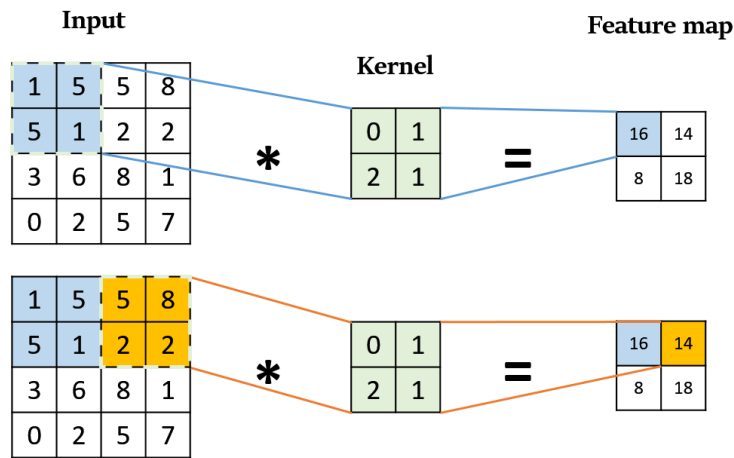 Input
Kernel
Feature map
1 5 5 8
5 1 2 2
3 6 8 1
0 2 5 7
*
0 1
2 1
=
16 14
8 18
1 5 5 8
5 1 2 2
3 6 8 1
0 2 5 7
*
0 1
2 1
=
16 14
8 18